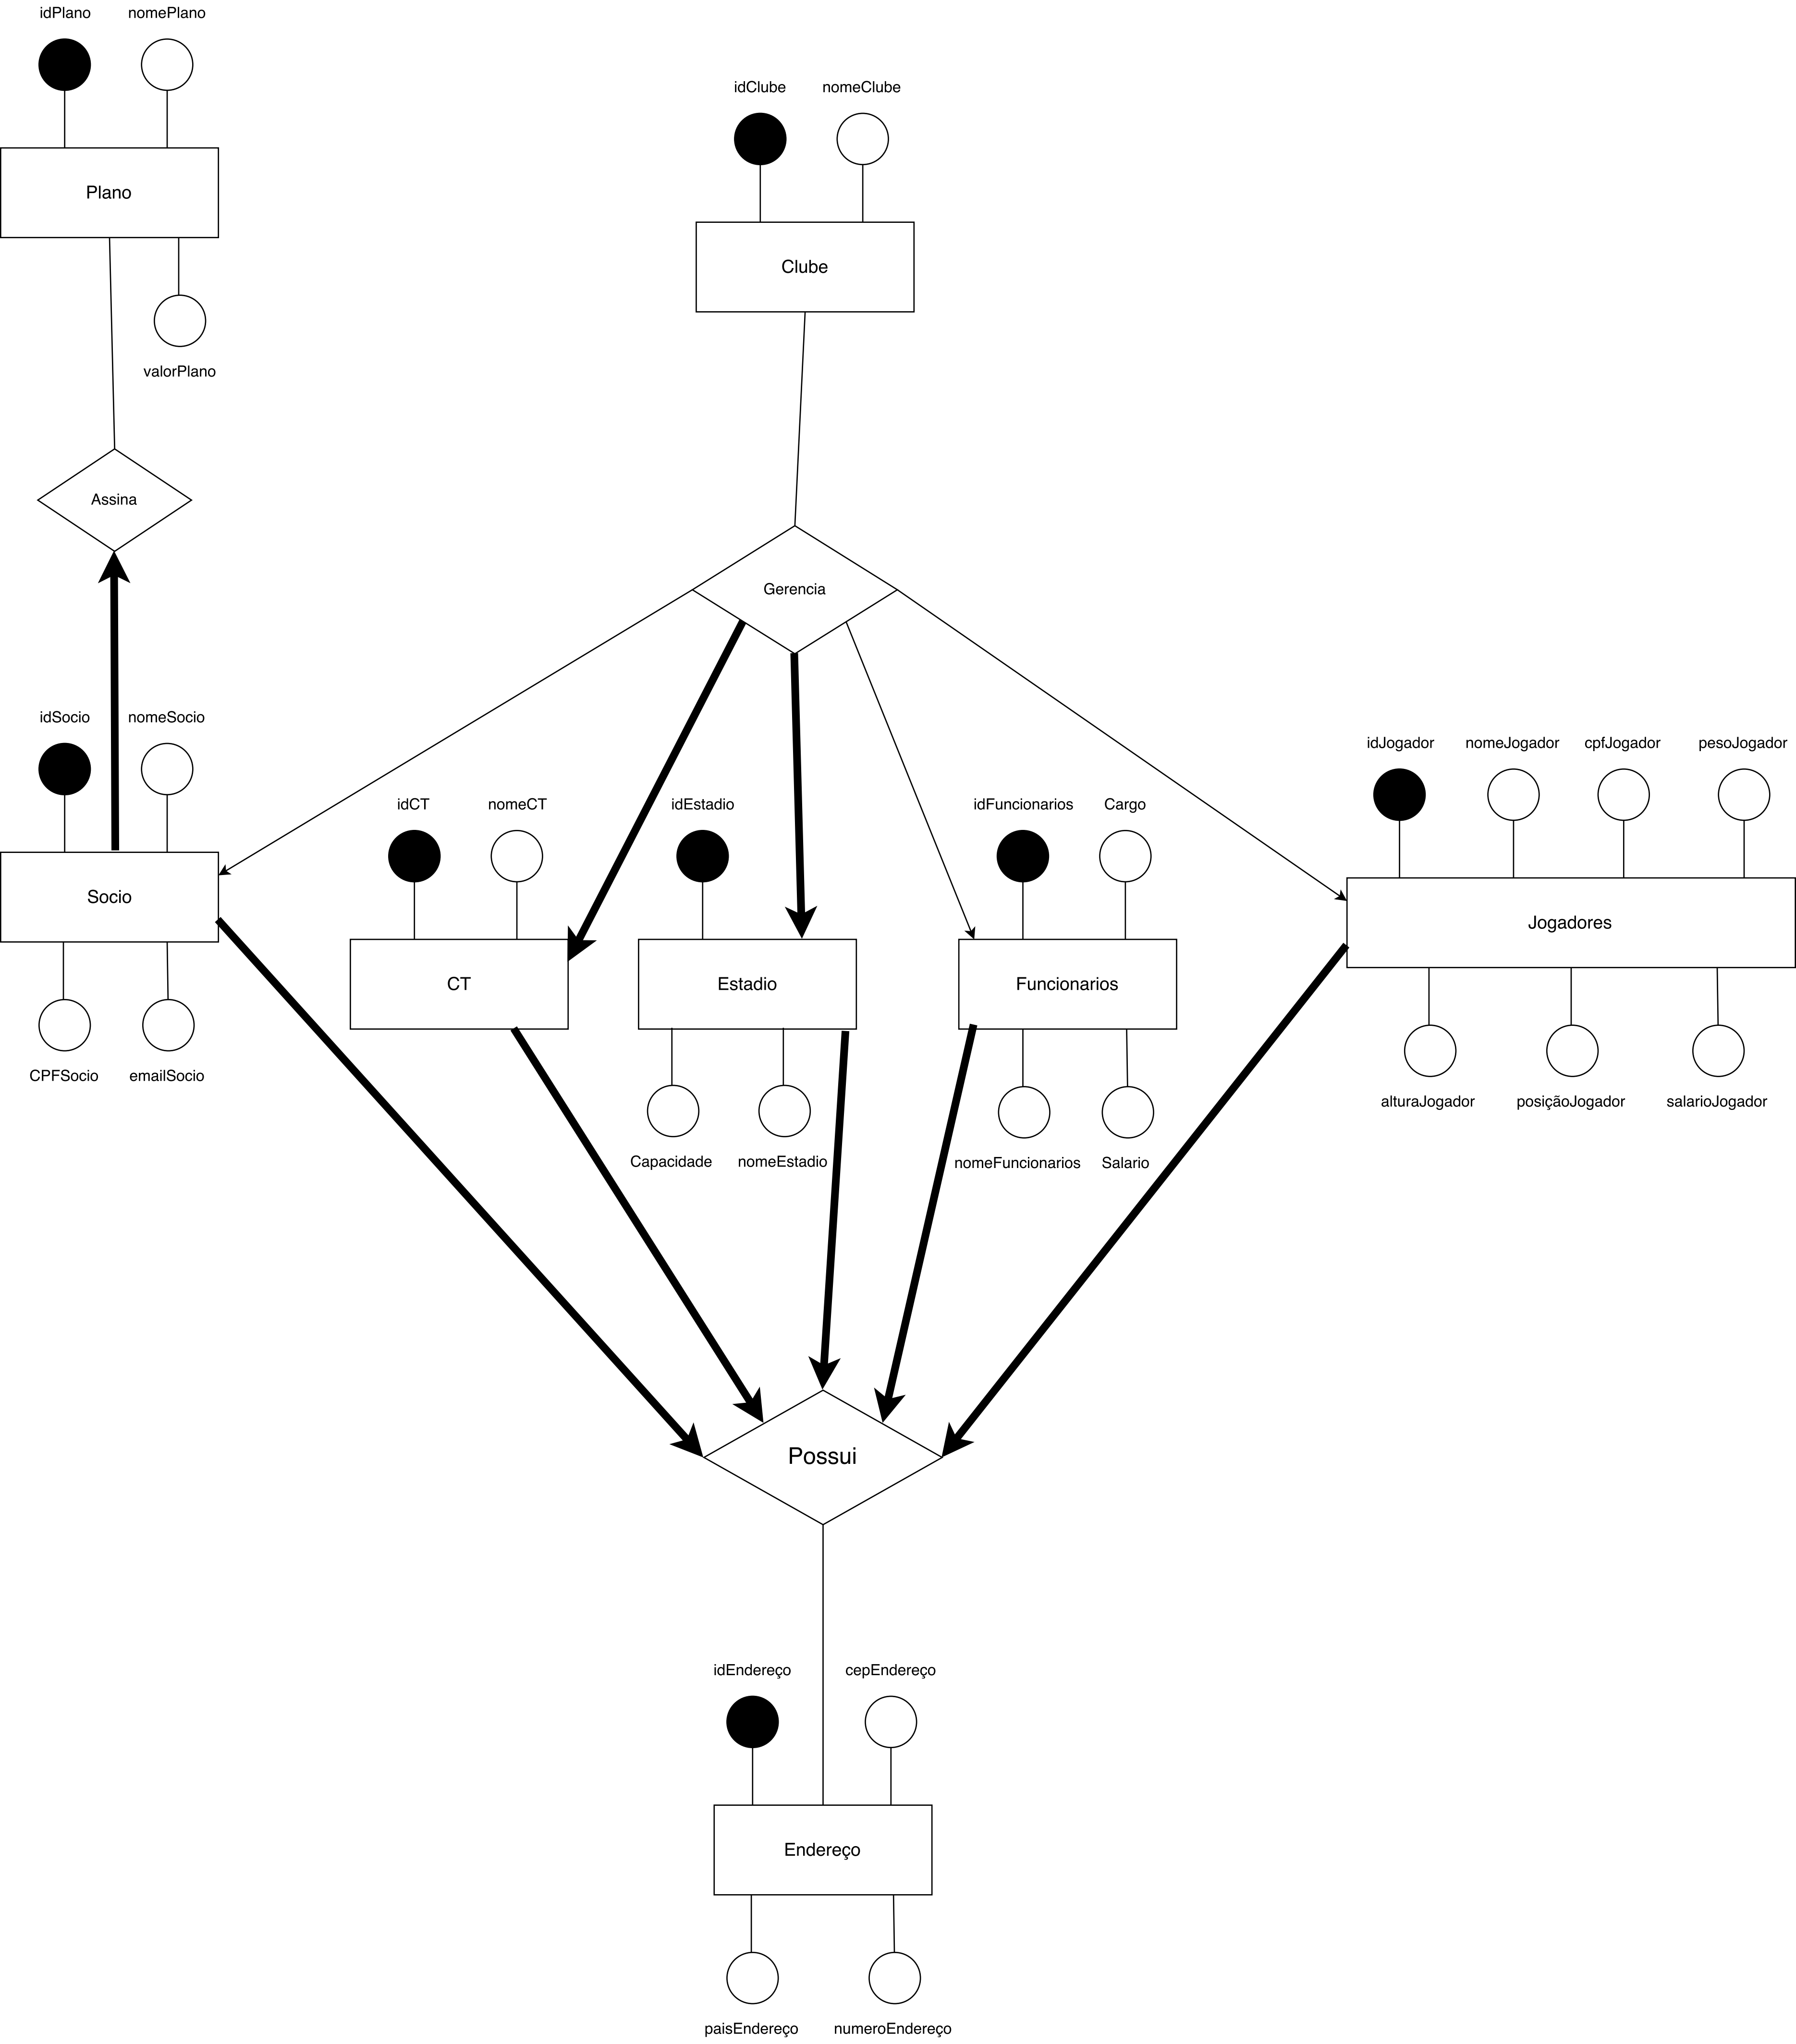 idPlano
nomePlano
Plano
valorPlano
idClube
nomeClube
Clube
Assina
Gerencia
idSocio
nomeSocio
Socio
CPFSocio
emailSocio
idCT
nomeCT
CT
idEstadio
Estadio
Capacidade
nomeEstadio
idFuncionarios
Cargo
Funcionarios
nomeFuncionarios
Salario
idJogador
nomeJogador
cpfJogador
pesoJogador
Jogadores
alturaJogador
posiçãoJogador
salarioJogador
Possui
idEndereço
cepEndereço
Endereço
paisEndereço
numeroEndereço